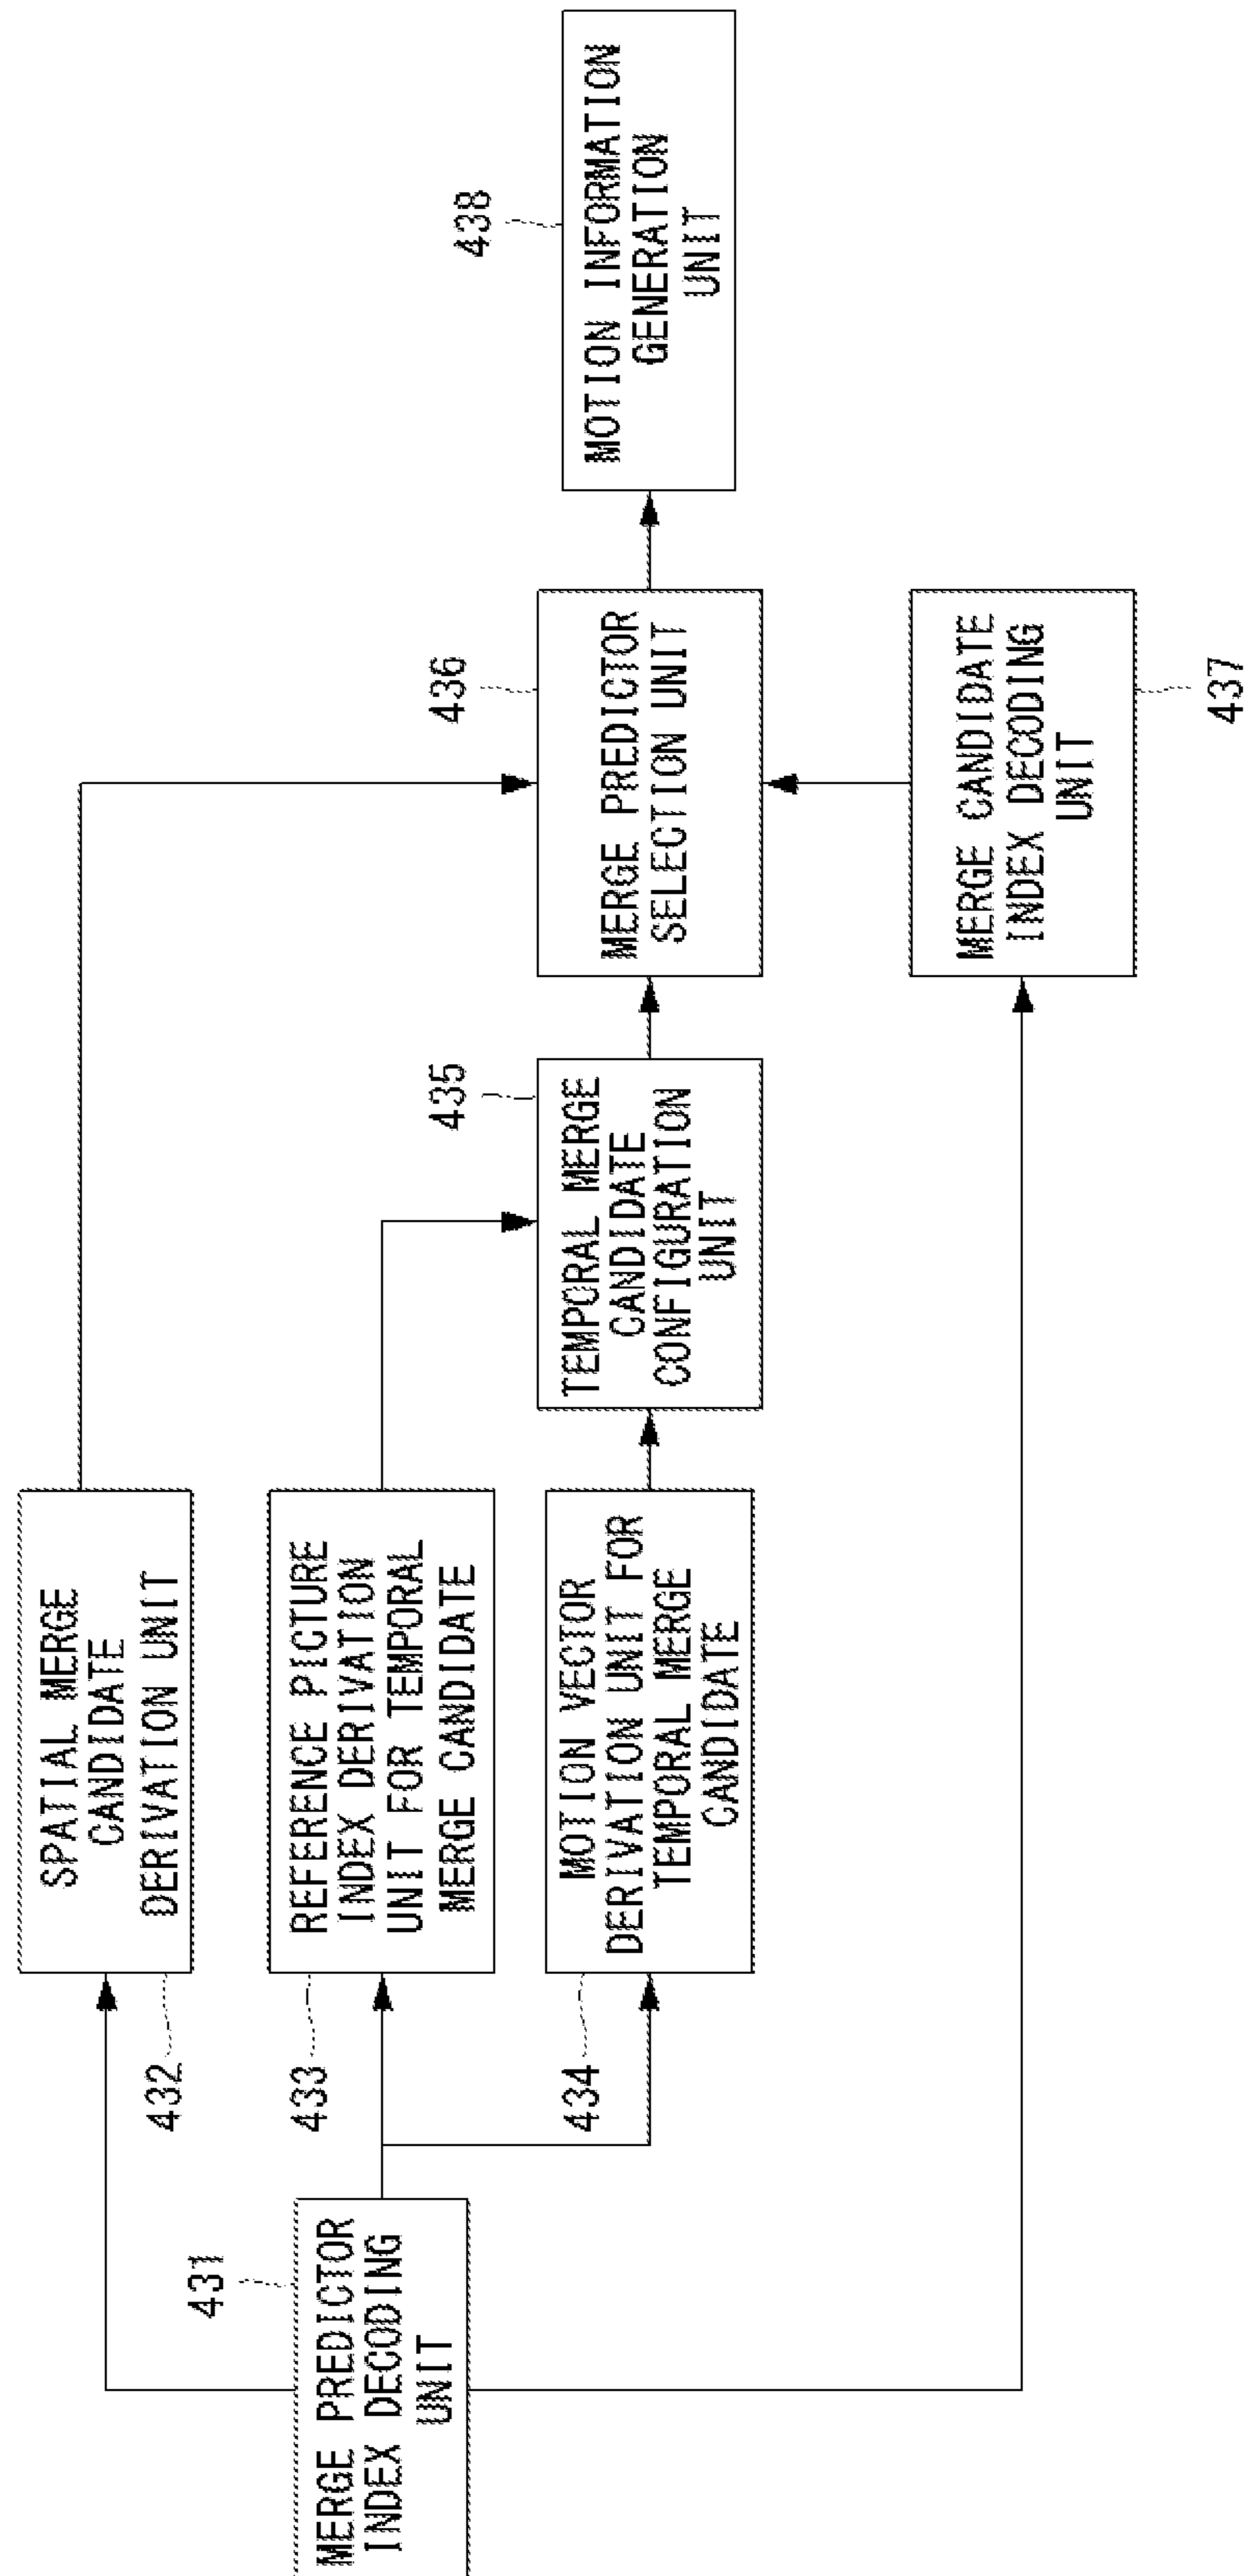 431
MERGE PREDICTOR
INDEX DECODING
UNIT
432
SPATIAL MERGE
CANDIDATE
DERIVATION UNIT
433
REFERENCE PICTURE
INDEX DERIVATION
UNIT FOR TEMPORAL
MERGE CANDIDATE
434
MOTION VECTOR
DERIVATION UNIT FOR
TEMPORAL MERGE
CANDIDATE
435
TEMPORAL MERGE
CANDIDATE
CONFIGURATION
UNIT
436
MERGE PREDICTOR
SELECTION UNIT
MERGE CANDIDATE
INDEX DECODING
UNIT
437
438
MOTION INFORMATION
GENERATION
UNIT